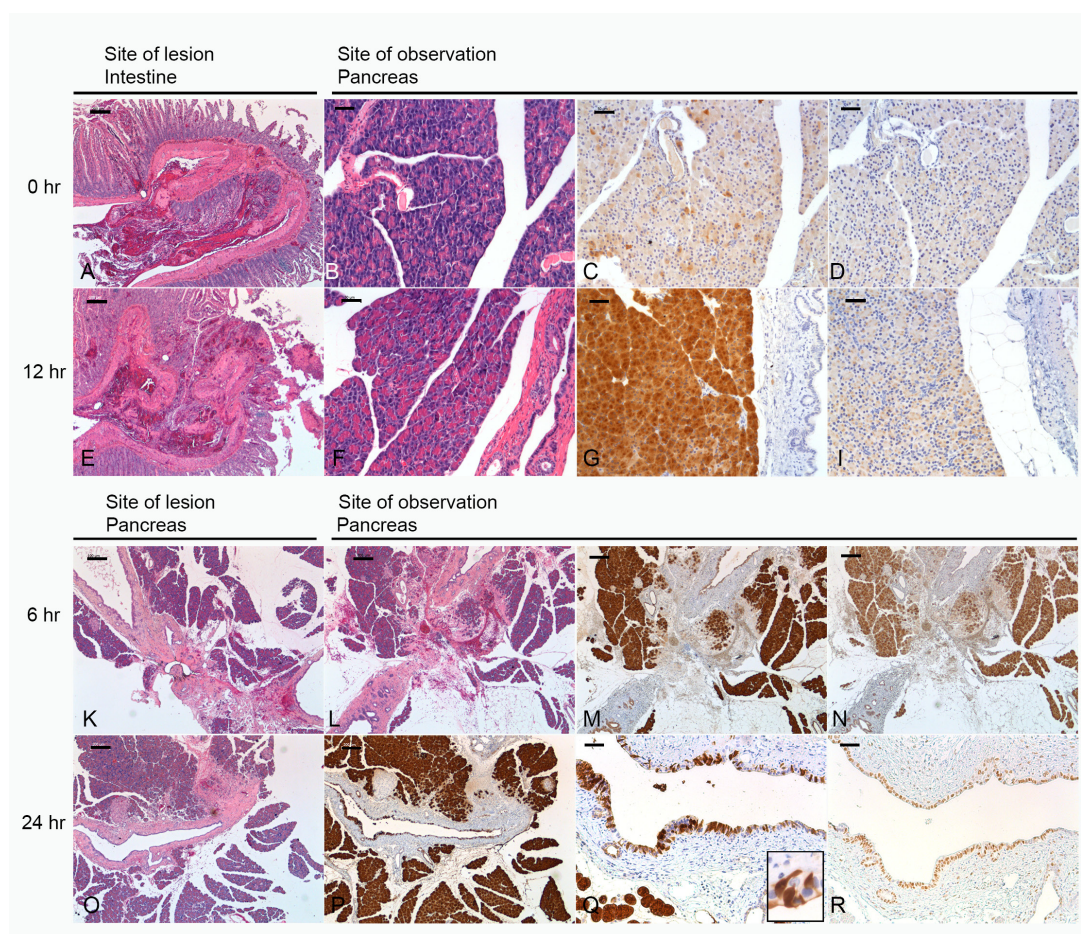 Site of lesion
Intestine
Site of observation
Pancreas
0 hr
A
B
C
D
12 hr
E
F
G
I
Site of lesion
Pancreas
Site of observation
Pancreas
6 hr
K
L
M
N
24 hr
O
P
Q
R